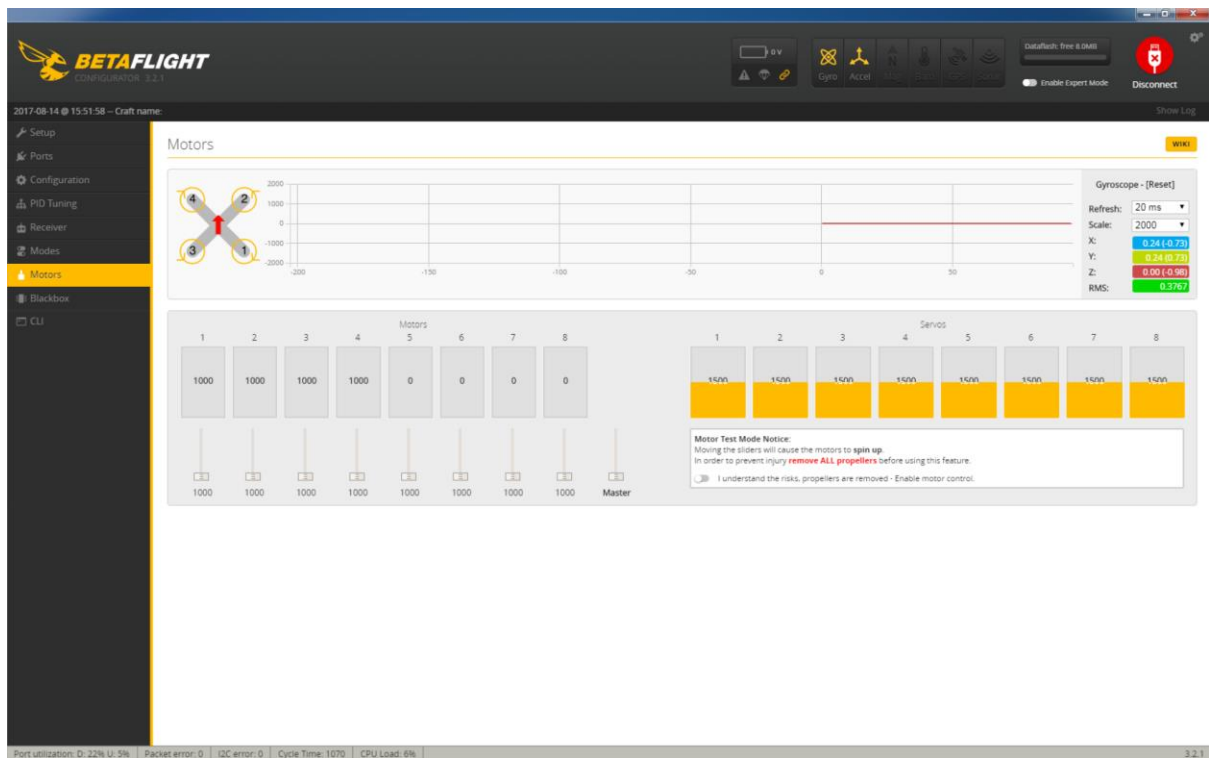 BETAFLIGHT
CONFIGURATOR 3.2.1
0 V
Gyro Accel
Dataflash: free 8.0MB
Enable Expert Mode
Disconnect
2017-08-14 @ 15:51:58 -- Craft name:
Show Log
Setup
Ports
Configuration
PID Tuning
Receiver
Modes
Motors
Blackbox
CLI
Motors
WIKI
4 2
3 1
2000
1000
0
-1000
-2000
-200 -150 -100 -50 0 50
Gyroscope - [Reset]
Refresh: 20 ms
Scale: 2000
X: 0.24 (-0.73)
Y: 0.24 (0.73)
Z: 0.00 (-0.98)
RMS: 0.3767
Motors
1 2 3 4 5 6 7 8
1000 1000 1000 1000 0 0 0 0
1000 1000 1000 1000 1000 1000 1000 1000 Master
Servos
1 2 3 4 5 6 7 8
1500 1500 1500 1500 1500 1500 1500 1500
Motor Test Mode Notice:
Moving the sliders will cause the motors to spin up.
In order to prevent injury remove ALL propellers before using this feature.
I understand the risks, propellers are removed - Enable motor control.
Port utilization: D: 22% U: 5% Packet error: 0 I2C error: 0 Cycle Time: 1070 CPU Load: 6%
3.2.1